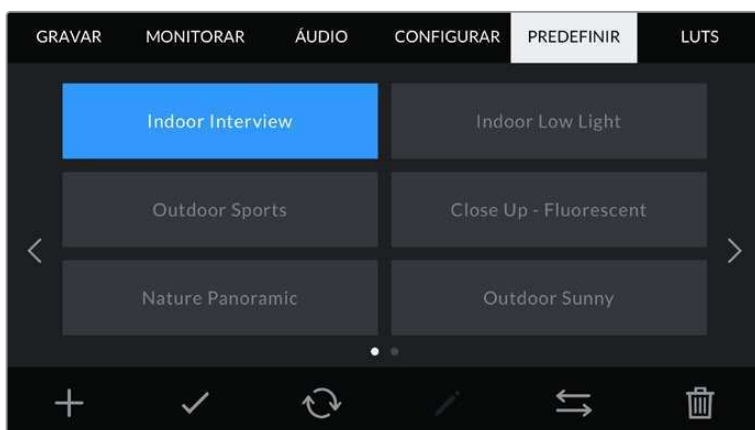 GRAVAR MONITORAR ÁUDIO CONFIGURAR PREDEFINIR LUTS
Indoor Interview Indoor Low Light
Outdoor Sports Close Up - Fluorescent
Nature Panoramic Outdoor Sunny